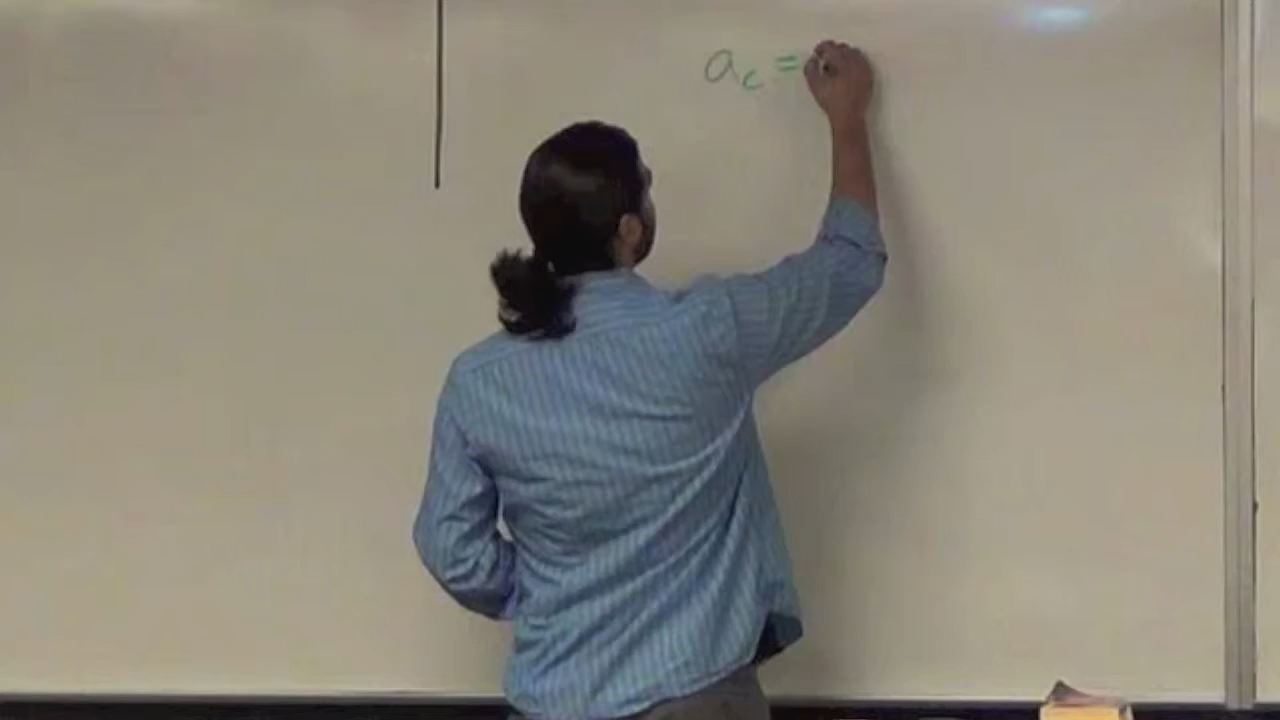 a_c =